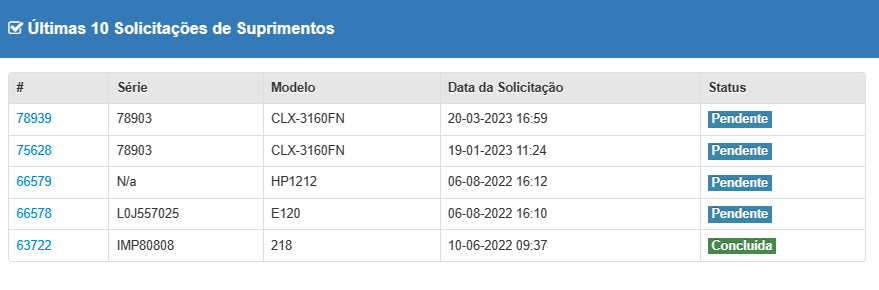 Últimas 10 Solicitações de Suprimentos
# Série Modelo Data da Solicitação Status
78939 78903 CLX-3160FN 20-03-2023 16:59 Pendente
75628 78903 CLX-3160FN 19-01-2023 11:24 Pendente
66579 N/a HP1212 06-08-2022 16:12 Pendente
66578 L0J557025 E120 06-08-2022 16:10 Pendente
63722 IMP80808 218 10-06-2022 09:37 Concluída